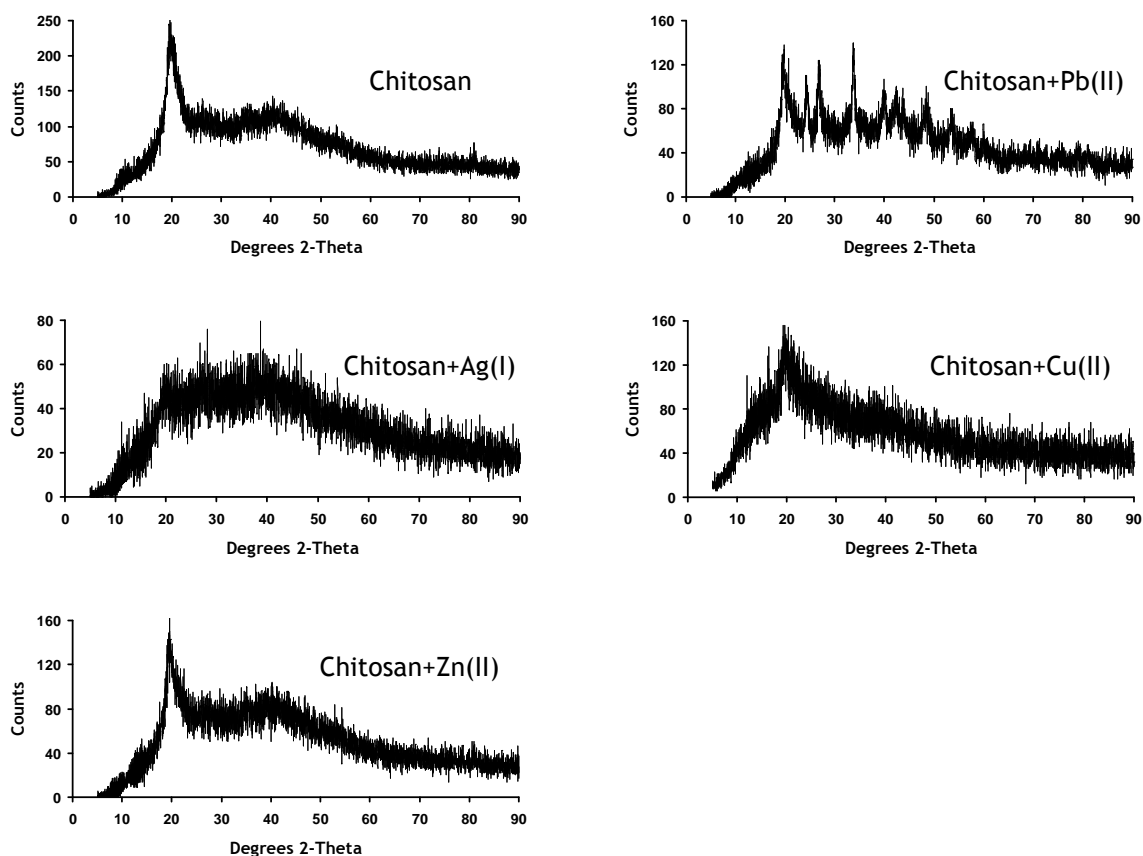 250
200
150
100
50
0
Counts
Chitosan
0 10 20 30 40 50 60 70 80 90
Degrees 2-Theta
160
120
80
40
0
Counts
Chitosan+Pb(II)
0 10 20 30 40 50 60 70 80 90
Degrees 2-Theta
80
60
40
20
0
Counts
Chitosan+Ag(I)
0 10 20 30 40 50 60 70 80 90
Degrees 2-Theta
160
120
80
40
0
Counts
Chitosan+Cu(II)
0 10 20 30 40 50 60 70 80 90
Degrees 2-Theta
160
120
80
40
0
Counts
Chitosan+Zn(II)
0 10 20 30 40 50 60 70 80 90
Degrees 2-Theta